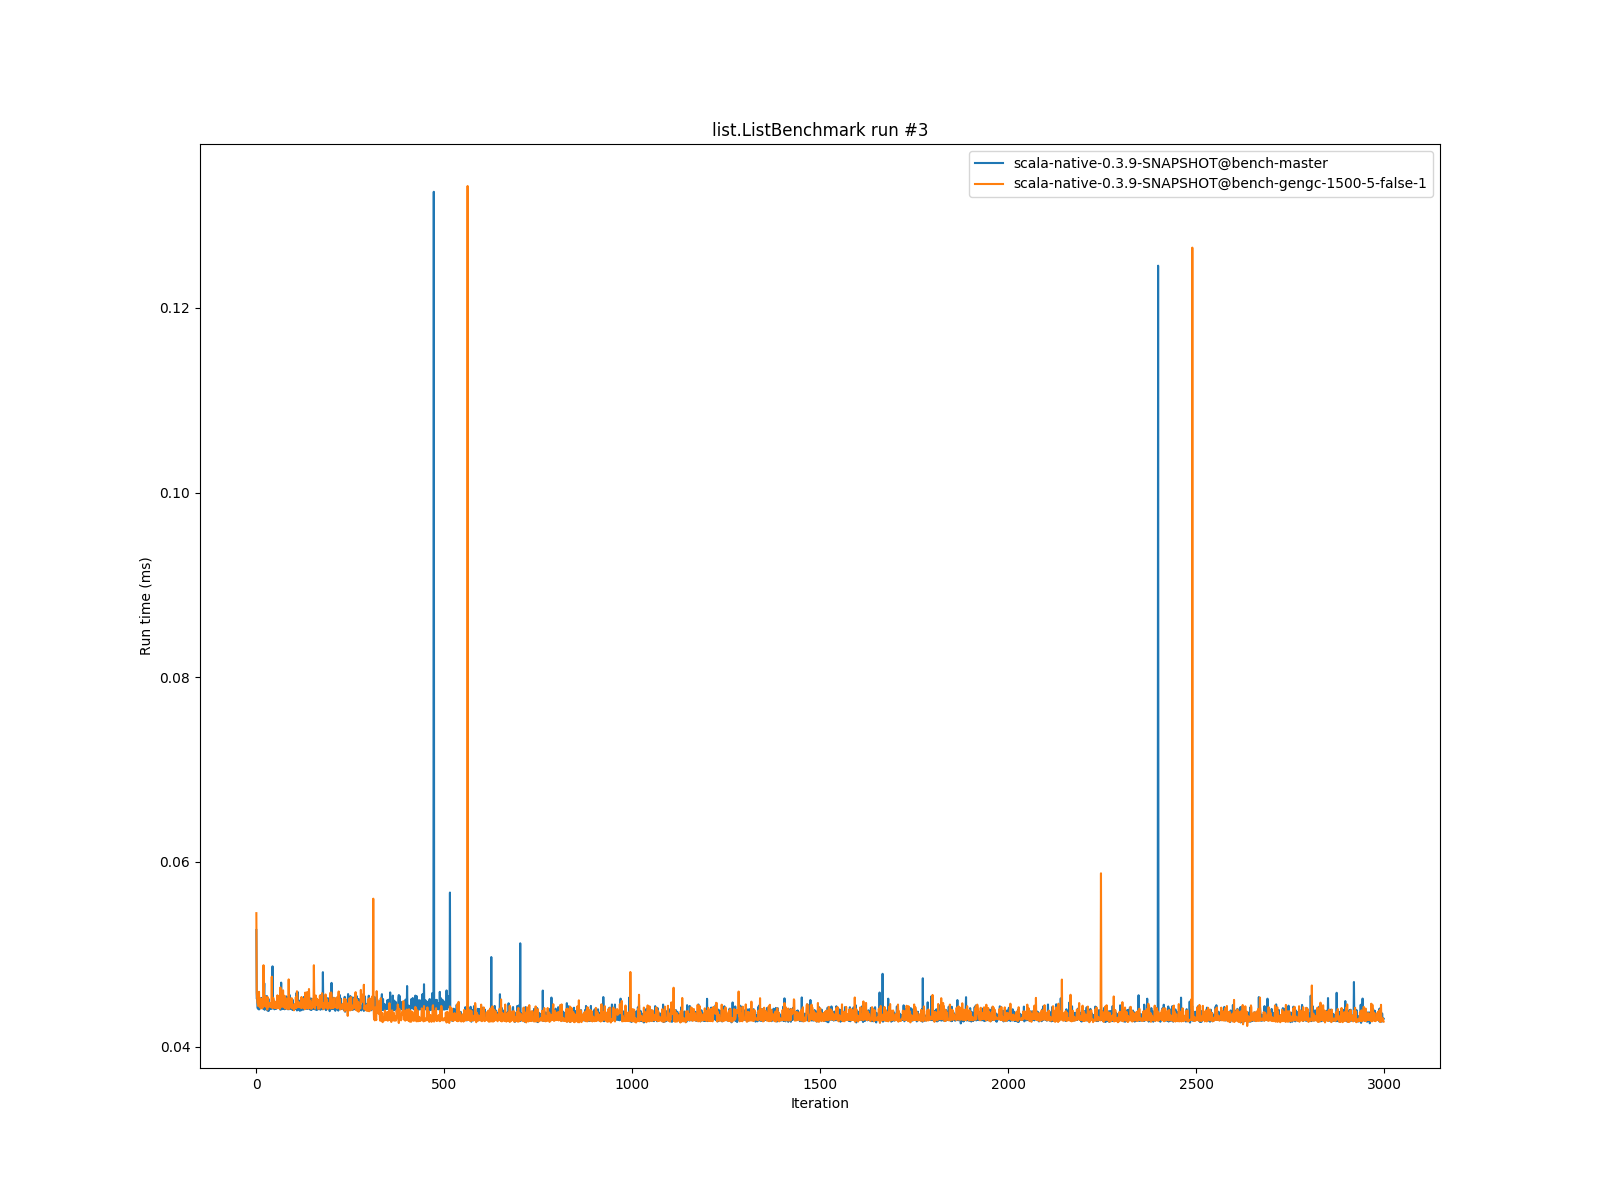 list.ListBenchmark run #3
scala-native-0.3.9-SNAPSHOT@bench-master
scala-native-0.3.9-SNAPSHOT@bench-gengc-1500-5-false-1
0.12
0.10
0.08
0.06
0.04
Run time (ms)
0 500 1000 1500 2000 2500 3000
Iteration